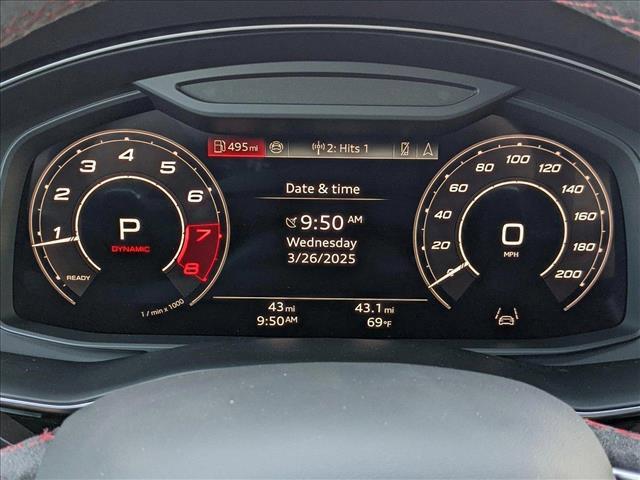 495 mi 2: Hits 1
Date & time
9:50 AM
Wednesday
3/26/2025
43 mi 43.1 mi
9:50AM 69°F
1 2 3 4 5 6 7 8
READY
P
DYNAMIC
1 / min x 1000
0 20 40 60 80 100 120 140 160 180 200
0
MPH